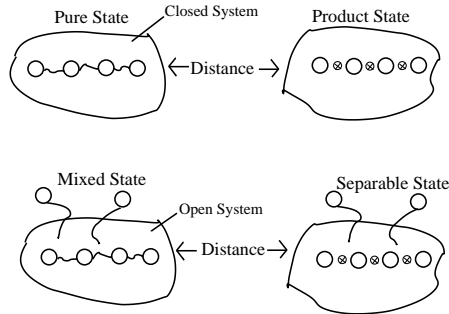 Pure State
Closed System
Product State
Distance
Mixed State
Open System
Separable State
Distance